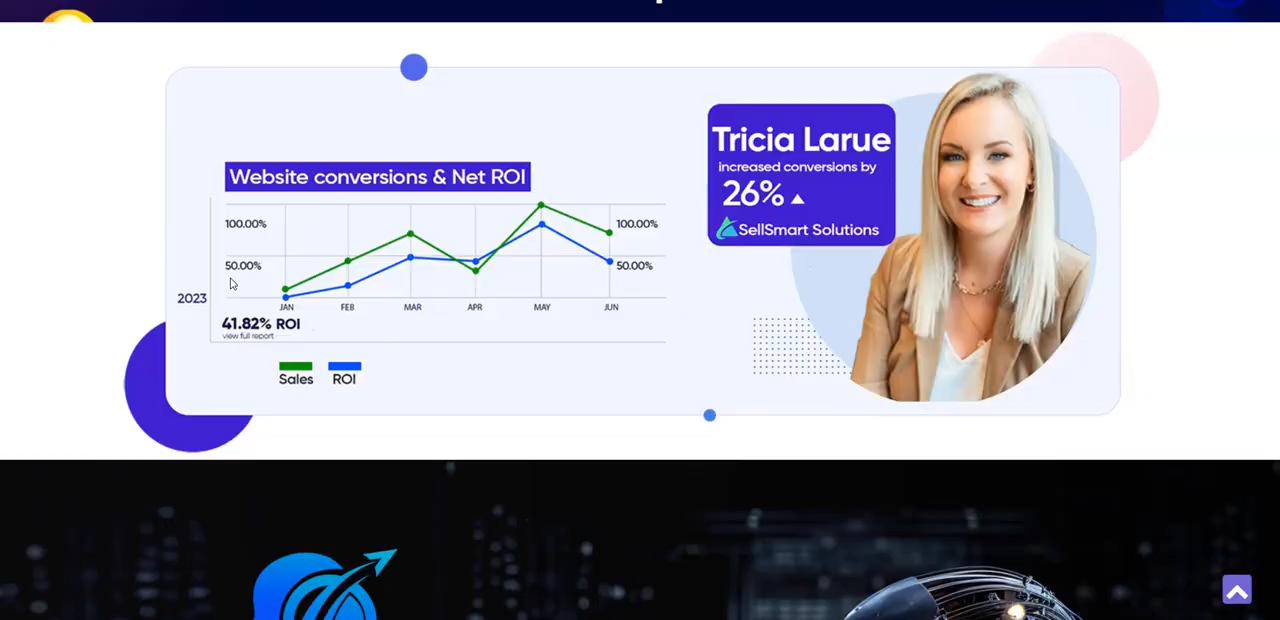 Website conversions & Net ROI
100.00%
100.00%
50.00%
50.00%
2023
JAN FEB MAR APR MAY JUN
41.82% ROI
view full report
Sales ROI
Tricia Larue
increased conversions by
26%
SellSmart Solutions